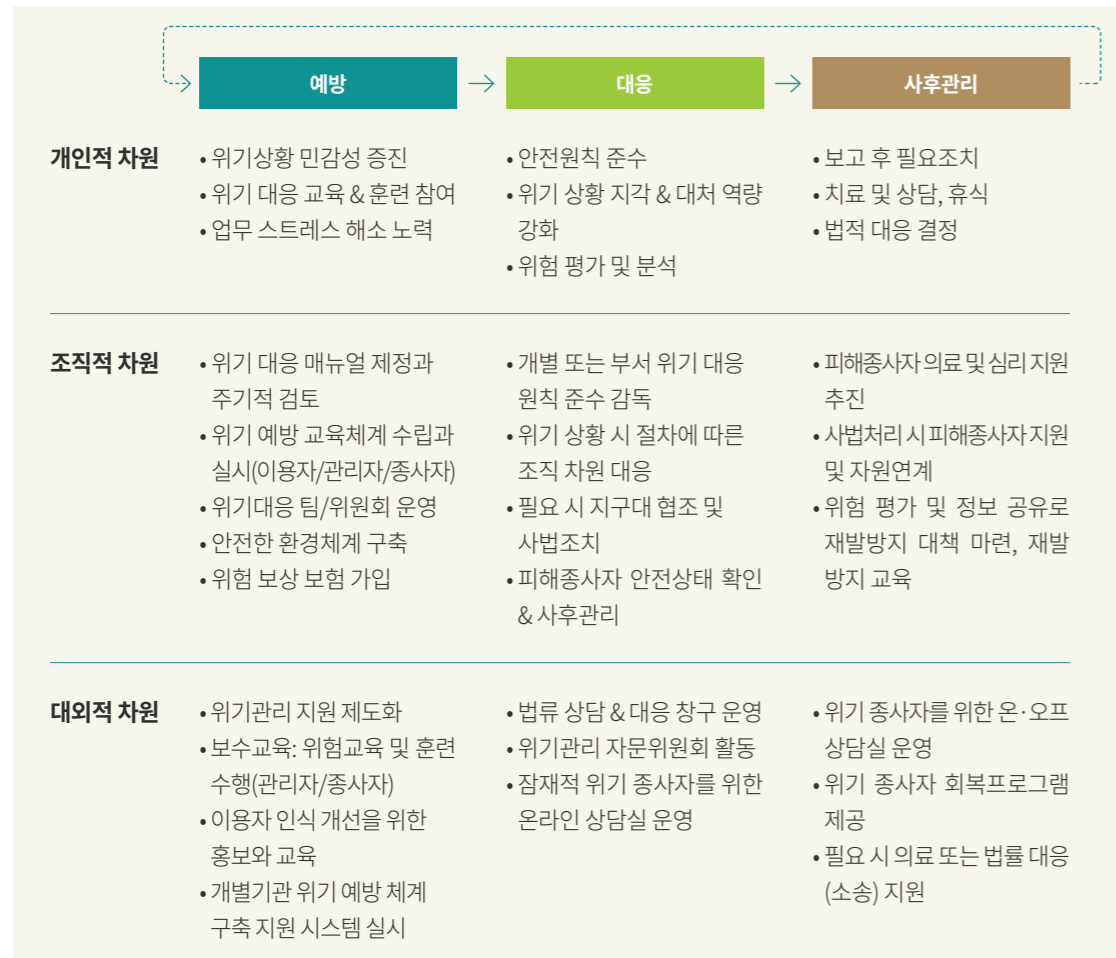 예방
대응
사후관리
개인적 차원
• 위기상황 민감성 증진
• 위기 대응 교육 & 훈련 참여
• 업무 스트레스 해소 노력
• 안전원칙 준수
• 위기 상황 지각 & 대처 역량
강화
• 위험 평가 및 분석
• 보고 후 필요조치
• 치료 및 상담, 휴식
• 법적 대응 결정
조직적 차원
• 위기 대응 매뉴얼 제정과
주기적 검토
• 위기 예방 교육체계 수립과
실시(이용자/관리자/종사자)
• 위기대응 팀/위원회 운영
• 안전한 환경체계 구축
• 위험 보상 보험 가입
• 개별 또는 부서 위기 대응
원칙 준수 감독
• 위기 상황 시 절차에 따른
조직 차원 대응
• 필요 시 지구대 협조 및
사법조치
• 피해종사자 안전상태 확인
& 사후관리
• 피해종사자 의료 및 심리 지원
추진
• 사법처리 시 피해종사자 지원
및 자원연계
• 위험 평가 및 정보 공유로
재발방지 대책 마련, 재발
방지 교육
대외적 차원
• 위기관리 지원 제도화
• 보수교육: 위험교육 및 훈련
수행(관리자/종사자)
• 이용자 인식 개선을 위한
홍보와 교육
• 개별기관 위기 예방 체계
구축 지원 시스템 실시
• 법류 상담 & 대응 창구 운영
• 위기관리 자문위원회 활동
• 잠재적 위기 종사자를 위한
온라인 상담실 운영
• 위기 종사자를 위한 온·오프
상담실 운영
• 위기 종사자 회복프로그램
제공
• 필요 시 의료 또는 법률 대응
(소송) 지원